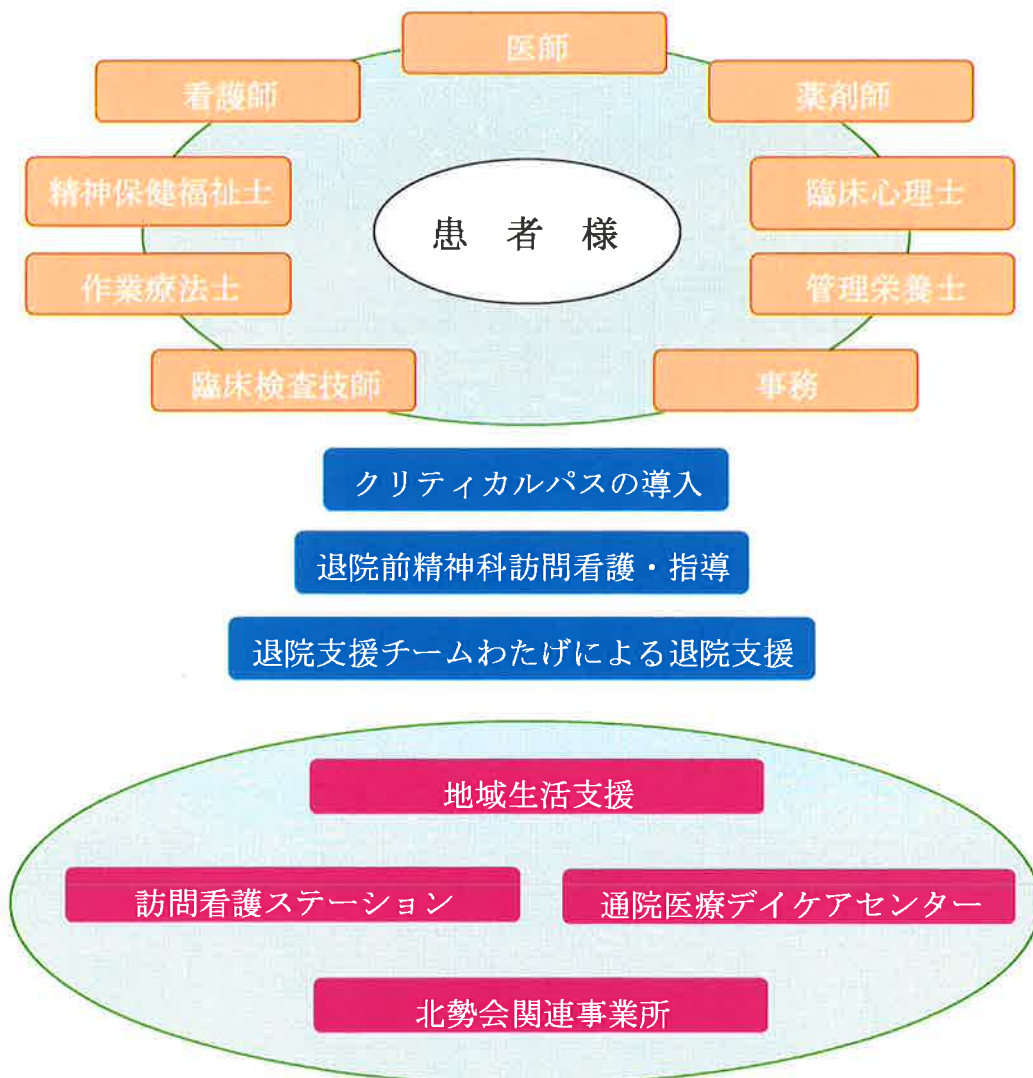 医師
看護師
薬剤師
精神保健福祉士
臨床心理士
患者様
作業療法士
管理栄養士
臨床検査技師
事務
クリティカルパスの導入
退院前精神科訪問看護・指導
退院支援チームわたげによる退院支援
地域生活支援
訪問看護ステーション
通院医療デイケアセンター
北勢会関連事業所